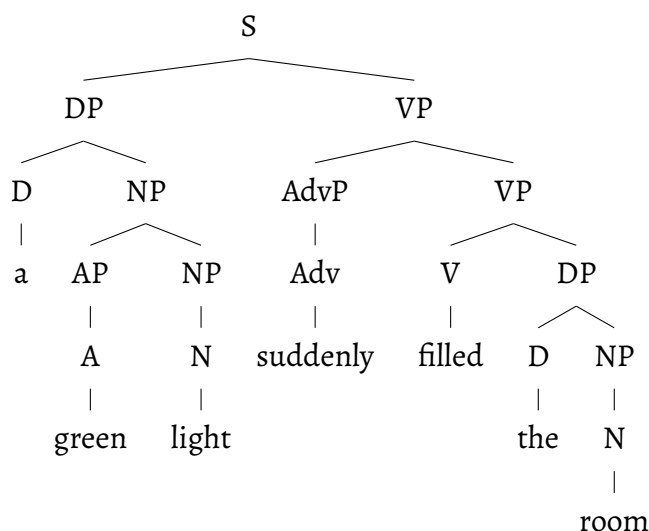 S
DP VP
D NP AdvP VP
a AP NP Adv V DP
A N suddenly filled D NP
green light the N
room